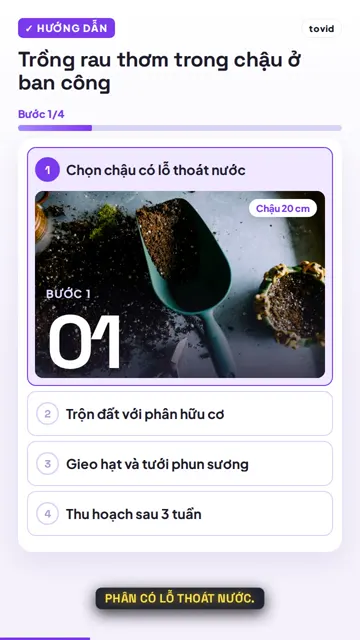 ✓ HƯỚNG DẪN
tovid
Trồng rau thơm trong chậu ở
ban công
Bước 1/4
1 Chọn chậu có lỗ thoát nước
Chậu 20 cm
BƯỚC 1
01
2 Trộn đất với phân hữu cơ
3 Gieo hạt và tưới phun sương
4 Thu hoạch sau 3 tuần
PHÂN CÓ LỖ THOÁT NƯỚC.